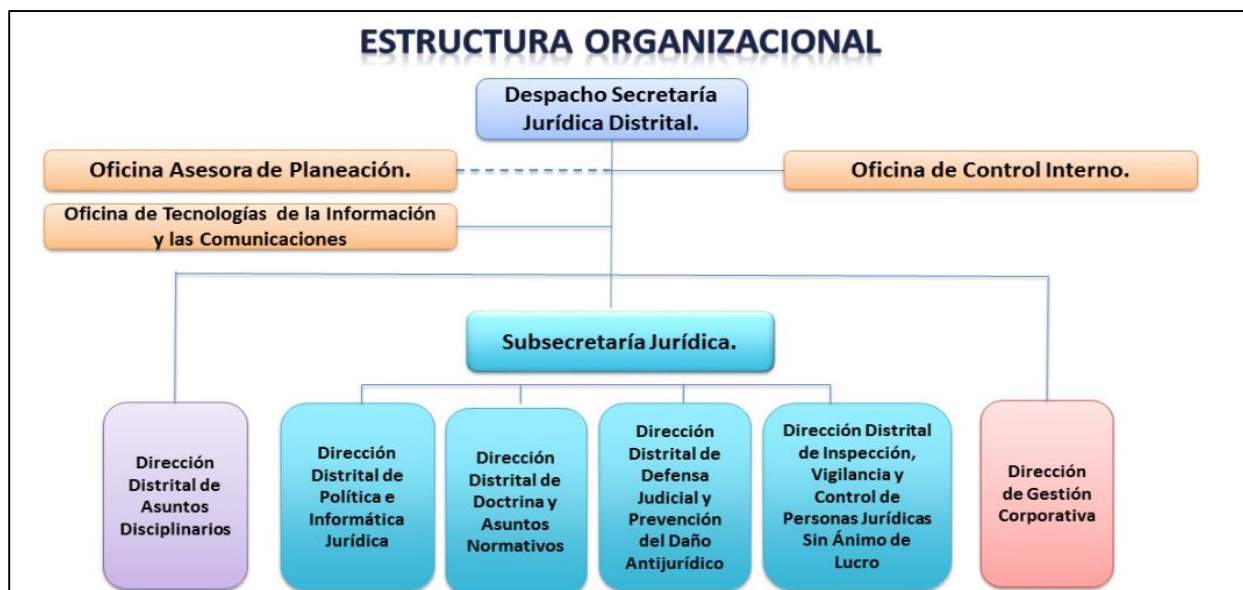 ESTRUCTURA ORGANIZACIONAL
Despacho Secretaría
Jurídica Distrital.
Oficina Asesora de Planeación.
Oficina de Control Interno.
Oficina de Tecnologías de la Información
y las Comunicaciones
Subsecretaría Jurídica.
Dirección
Distrital de
Asuntos
Disciplinarios
Dirección
Distrital de
Política e
Informática
Jurídica
Dirección
Distrital de
Doctrina y
Asuntos
Normativos
Dirección
Distrital de
Defensa
Judicial y
Prevención
del Daño
Antijurídico
Dirección Distrital
de Inspección,
Vigilancia y
Control de
Personas Jurídicas
Sin Ánimo de
Lucro
Dirección
de Gestión
Corporativa